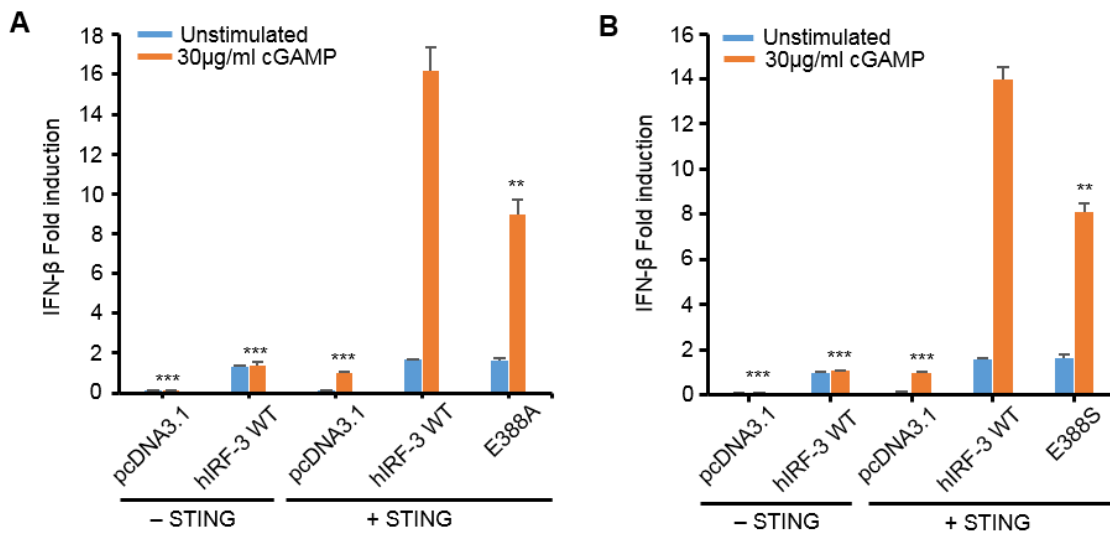 A
Unstimulated
30µg/ml cGAMP
IFN-β Fold induction
18
16
14
12
10
8
6
4
2
0
***
***
***
**
pcDNA3.1
hIRF-3 WT
pcDNA3.1
hIRF-3 WT
E388A
– STING
+ STING
B
Unstimulated
30µg/ml cGAMP
IFN-β Fold induction
16
14
12
10
8
6
4
2
0
***
***
***
**
pcDNA3.1
hIRF-3 WT
pcDNA3.1
hIRF-3 WT
E388S
– STING
+ STING